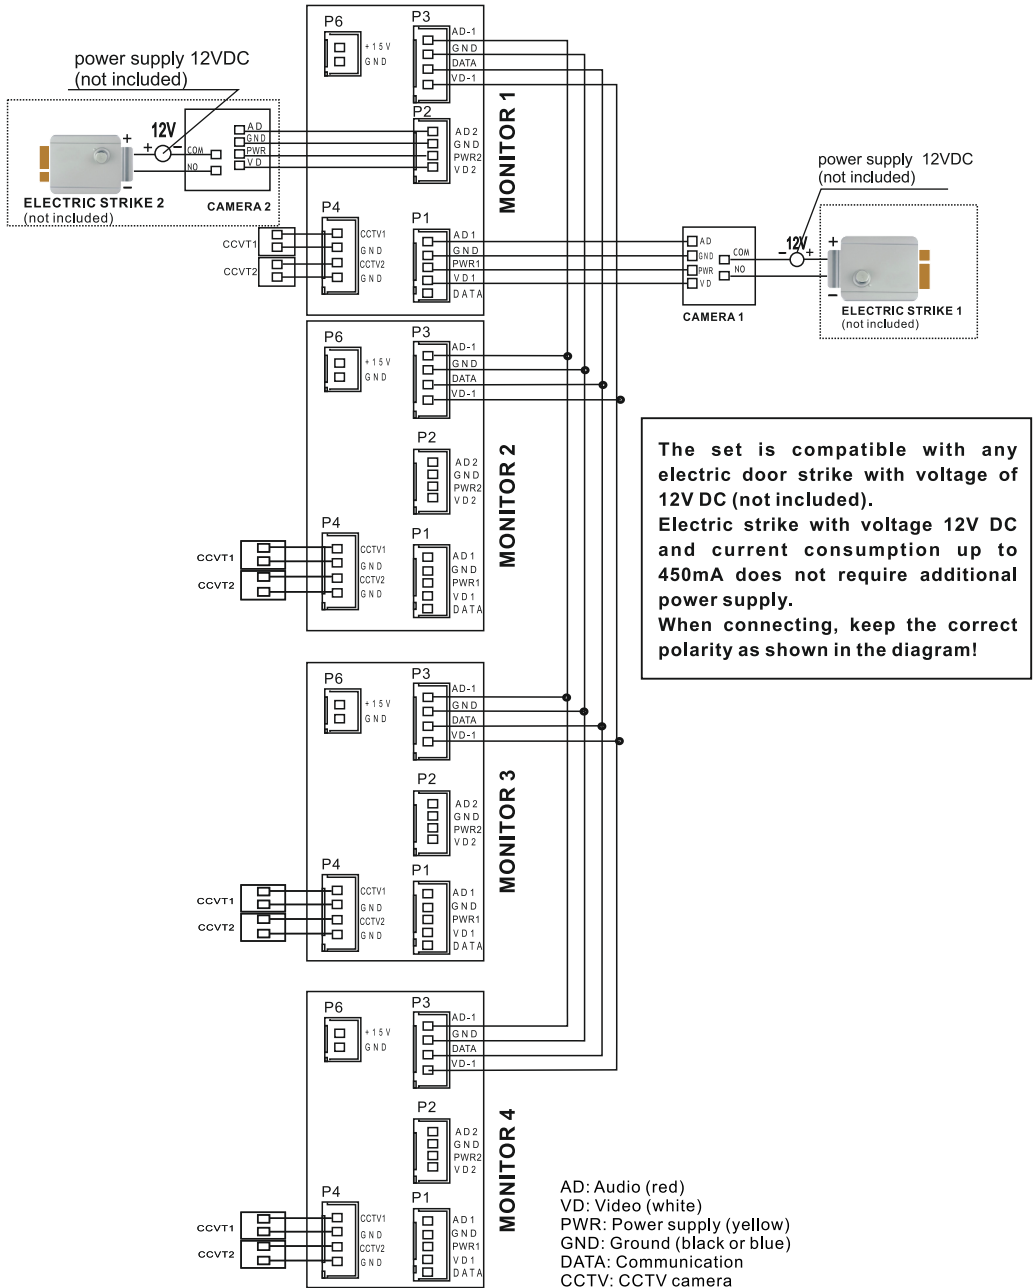 power supply 12VDC
(not included)
12V
+ −
+
−
ELECTRIC STRIKE 2
(not included)
COM
NO
AD
GND
PWR
VD
CAMERA 2
P6
+15V
GND
P3
AD-1
GND
DATA
VD-1
P2
AD2
GND
PWR2
VD2
P4
CCTV1
GND
CCTV2
GND
P1
AD1
GND
PWR1
VD1
DATA
MONITOR 1
CCVT1
CCVT2
AD
GND
PWR
VD
COM
NO
CAMERA 1
power supply 12VDC
(not included)
12V
− +
+
−
ELECTRIC STRIKE 1
(not included)
P6
+15V
GND
P3
AD-1
GND
DATA
VD-1
P2
AD2
GND
PWR2
VD2
P4
CCTV1
GND
CCTV2
GND
P1
AD1
GND
PWR1
VD1
DATA
MONITOR 2
CCVT1
CCVT2
The set is compatible with any
electric door strike with voltage of
12V DC (not included).
Electric strike with voltage 12V DC
and current consumption up to
450mA does not require additional
power supply.
When connecting, keep the correct
polarity as shown in the diagram!
P6
+15V
GND
P3
AD-1
GND
DATA
VD-1
P2
AD2
GND
PWR2
VD2
P4
CCTV1
GND
CCTV2
GND
P1
AD1
GND
PWR1
VD1
DATA
MONITOR 3
CCVT1
CCVT2
P6
+15V
GND
P3
AD-1
GND
DATA
VD-1
P2
AD2
GND
PWR2
VD2
P4
CCTV1
GND
CCTV2
GND
P1
AD1
GND
PWR1
VD1
DATA
MONITOR 4
CCVT1
CCVT2
AD: Audio (red)
VD: Video (white)
PWR: Power supply (yellow)
GND: Ground (black or blue)
DATA: Communication
CCTV: CCTV camera